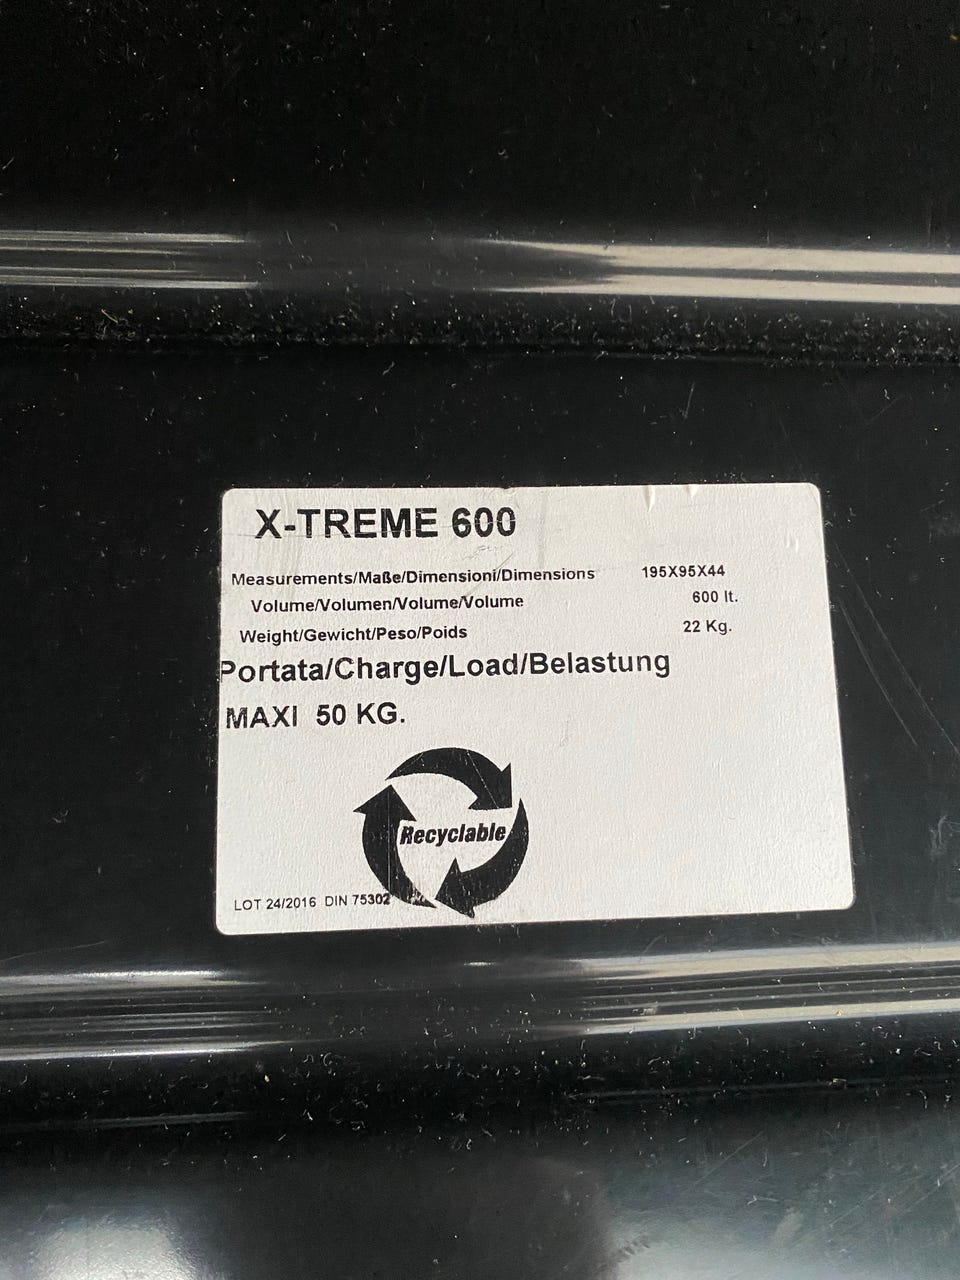 X-TREME 600
Measurements/Maße/Dimensioni/Dimensions 195X95X44
Volume/Volumen/Volume/Volume 600 lt.
Weight/Gewicht/Peso/Poids 22 Kg.
Portata/Charge/Load/Belastung
MAXI 50 KG.
Recyclable
LOT 24/2016 DIN 75302